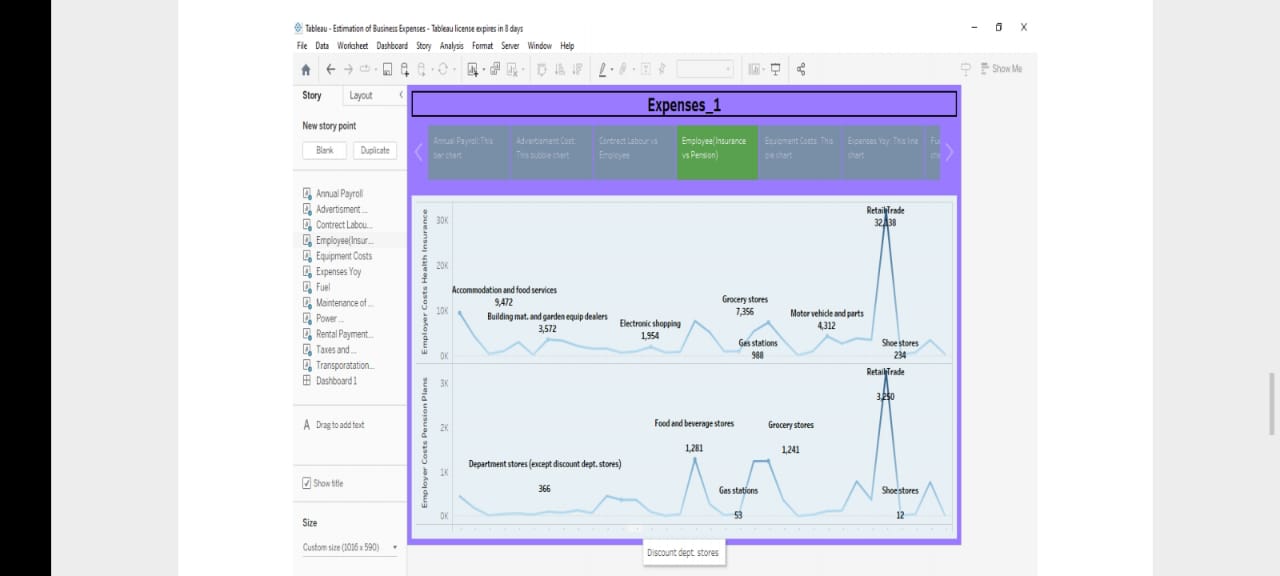 Tableau - Estimation of Business Expenses - Tableau license expires in 8 days
File Data Worksheet Dashboard Story Analysis Format Server Window Help
Show Me
Story Layout
New story point
Blank Duplicate
Annual Payroll
Advertisment ...
Contrect Labou...
Employee(Insur...
Equipment Costs
Expenses Yoy
Fuel
Maintenance of ...
Power ...
Rental Payment...
Taxes and ...
Transporatation...
Dashboard 1
A Drag to add text
Show title
Size
Custom size (1016 x 590)
Expenses_1
Annual Payroll: This
bar chart
Advertisment Cost:
This bubble chart
Contrect Labour vs
Employee
Employee(Insurance
vs Pension)
Equipment Costs: This
pie chart
Expenses Yoy: This line
chart
Employer Costs Health Insurance
30K
20K
10K
0K
Accommodation and food services
9,472
Building mat. and garden equip dealers
3,572
Electronic shopping
1,954
Grocery stores
7,356
Gas stations
988
Motor vehicle and parts
4,312
Retail Trade
Shoe stores
234
Employer Costs Pension Plans
3K
2K
1K
0K
Department stores (except discount dept. stores)
366
Food and beverage stores
1,281
Grocery stores
1,241
Gas stations
53
Retail Trade
3,250
Shoe stores
12
Discount dept. stores